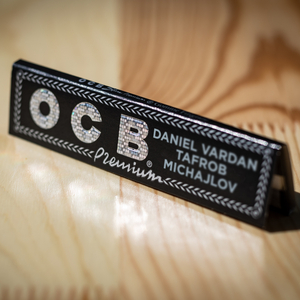 OCB
Premium®
DANIEL VARDAN
TAFROB
MICHAJLOV